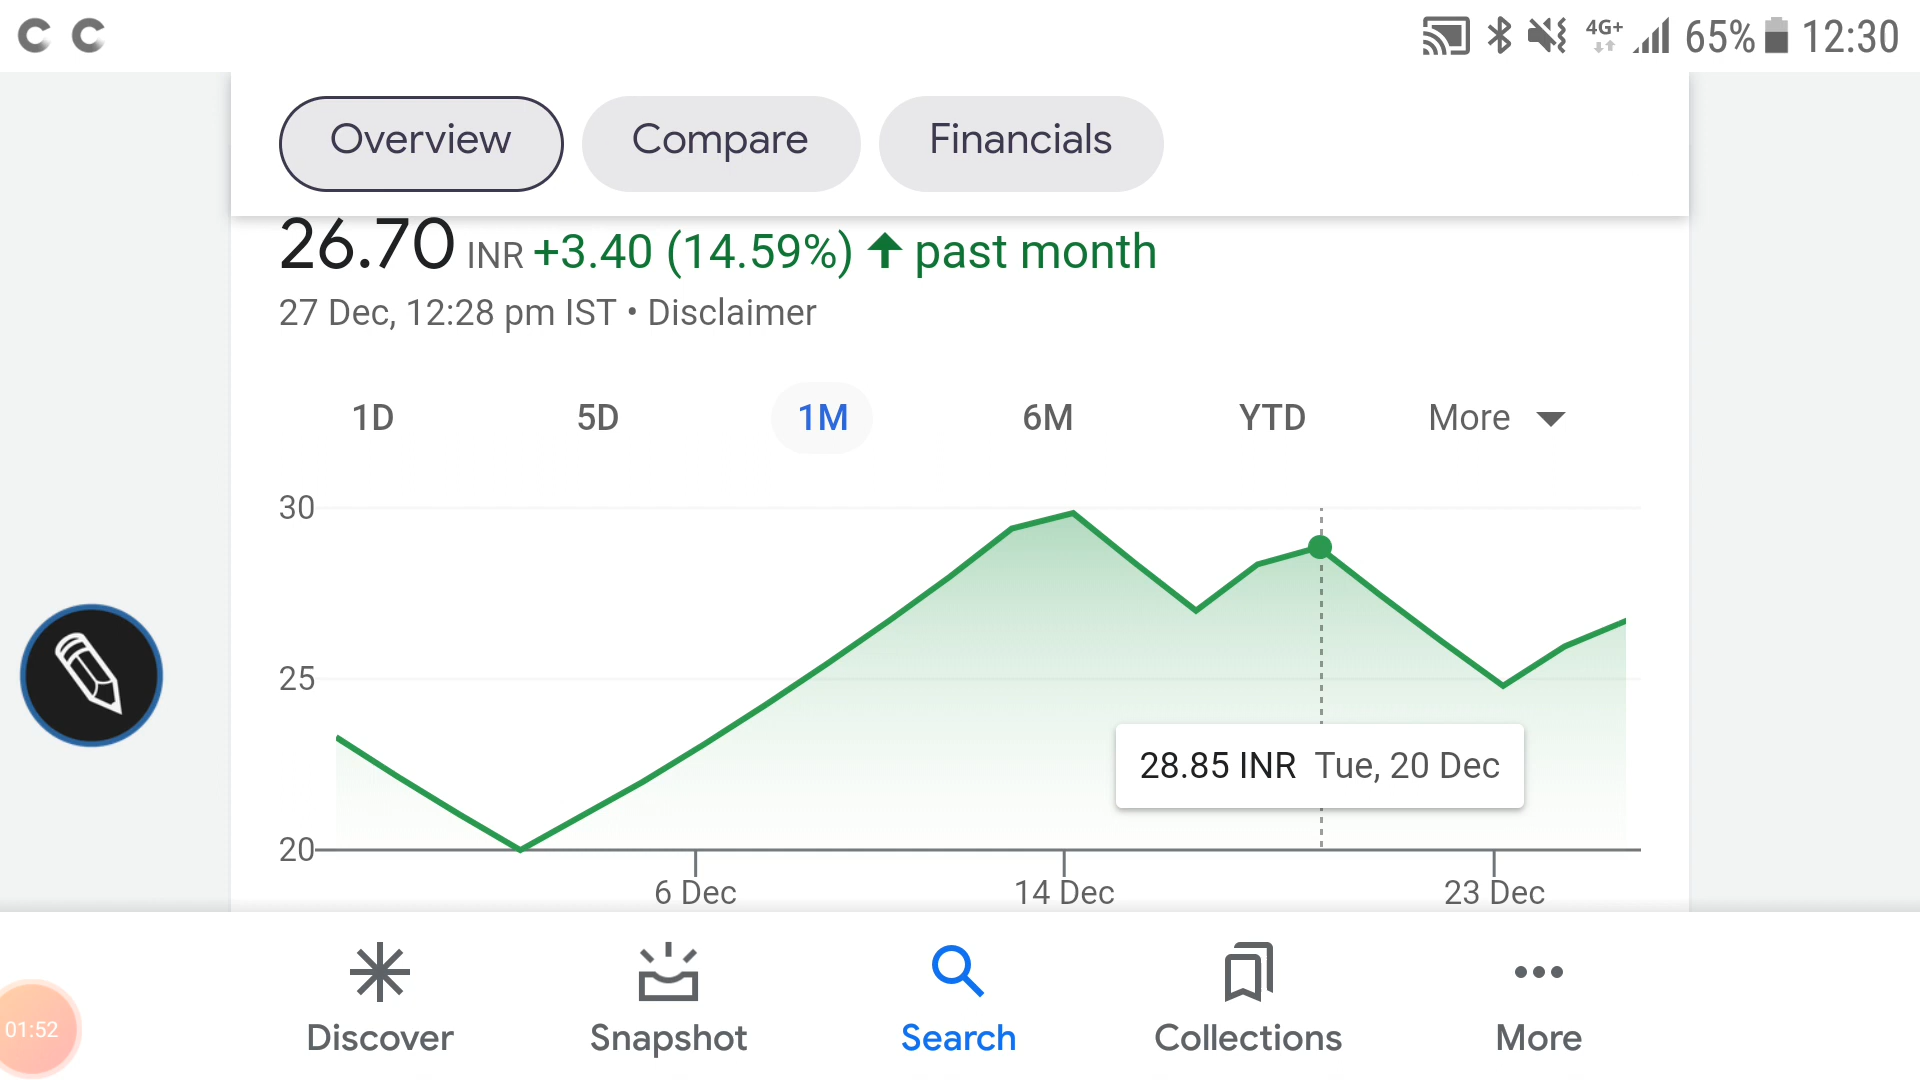 4G+ 65% 12:30
Overview Compare Financials
26.70 INR +3.40 (14.59%) ↑ past month
27 Dec, 12:28 pm IST • Disclaimer
1D 5D 1M 6M YTD More
30
25
28.85 INR Tue, 20 Dec
20
6 Dec 14 Dec 23 Dec
Discover Snapshot Search Collections More
01:52